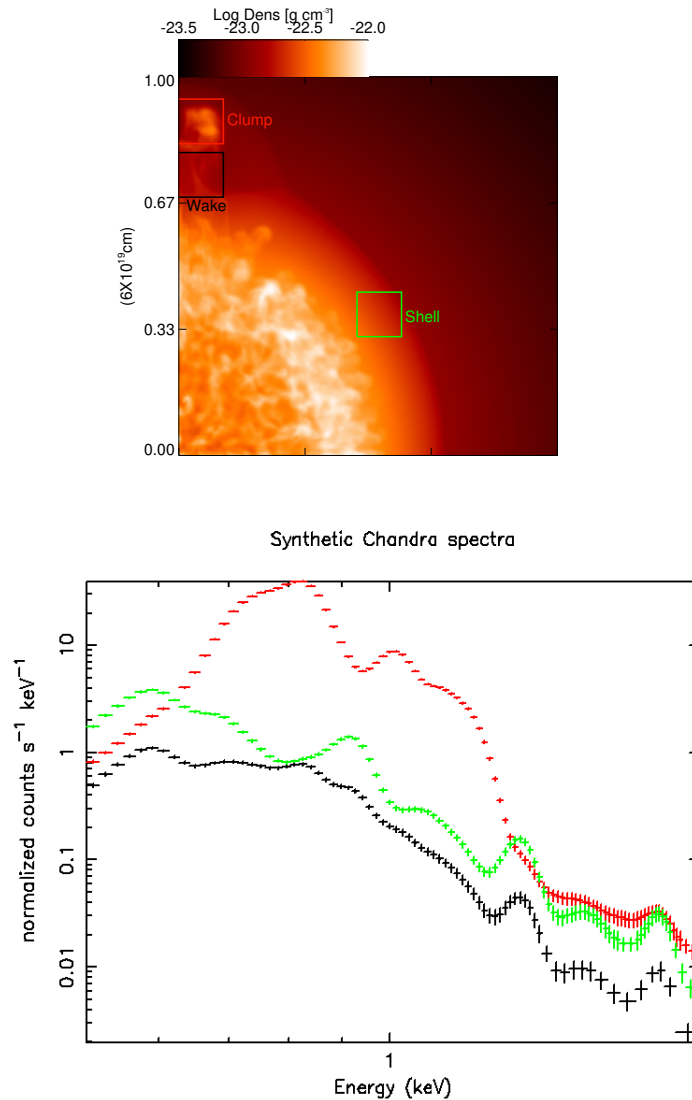 Log Dens [g cm⁻³]
-23.5 -23.0 -22.5 -22.0
1.00
Clump
Wake
0.67
(6X10¹⁹cm)
Shell
0.33
0.00
Synthetic Chandra spectra
10
1
0.1
0.01
normalized counts s⁻¹ keV⁻¹
1
Energy (keV)